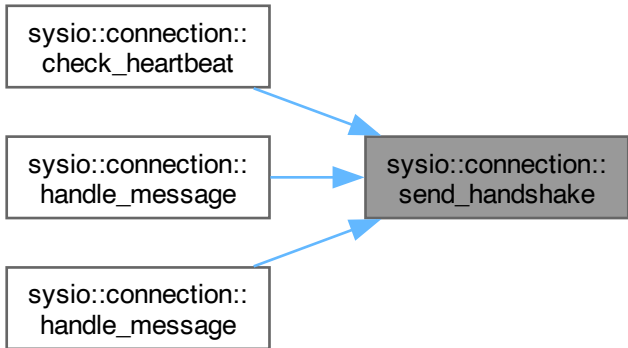 sysio::connection::
check_heartbeat
sysio::connection::
handle_message
sysio::connection::
send_handshake
sysio::connection::
handle_message